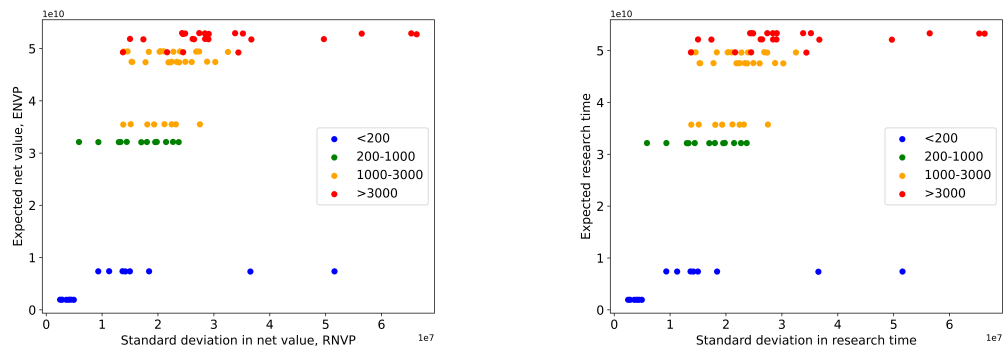 1e10
5
4
3
2
1
0
Expected net value, ENVP
<200
200-1000
1000-3000
>3000
0 1 2 3 4 5 6
1e7
Standard deviation in net value, RNVP
1e10
5
4
3
2
1
0
Expected research time
<200
200-1000
1000-3000
>3000
0 1 2 3 4 5 6
1e7
Standard deviation in research time